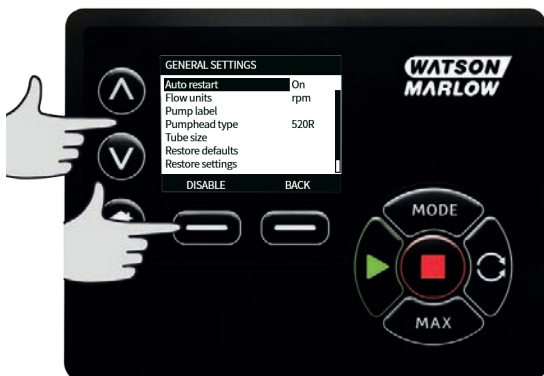 GENERAL SETTINGS
Auto restart On
Flow units rpm
Pump label
Pumphead type 520R
Tube size
Restore defaults
Restore settings
DISABLE BACK
WATSON
MARLOW
MODE
MAX